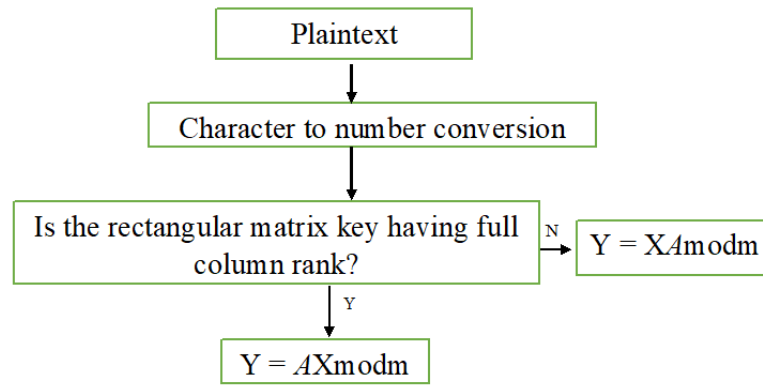 Plaintext
Character to number conversion
Is the rectangular matrix key having full
column rank?
N
Y = XAmodm
Y
Y = AXmodm